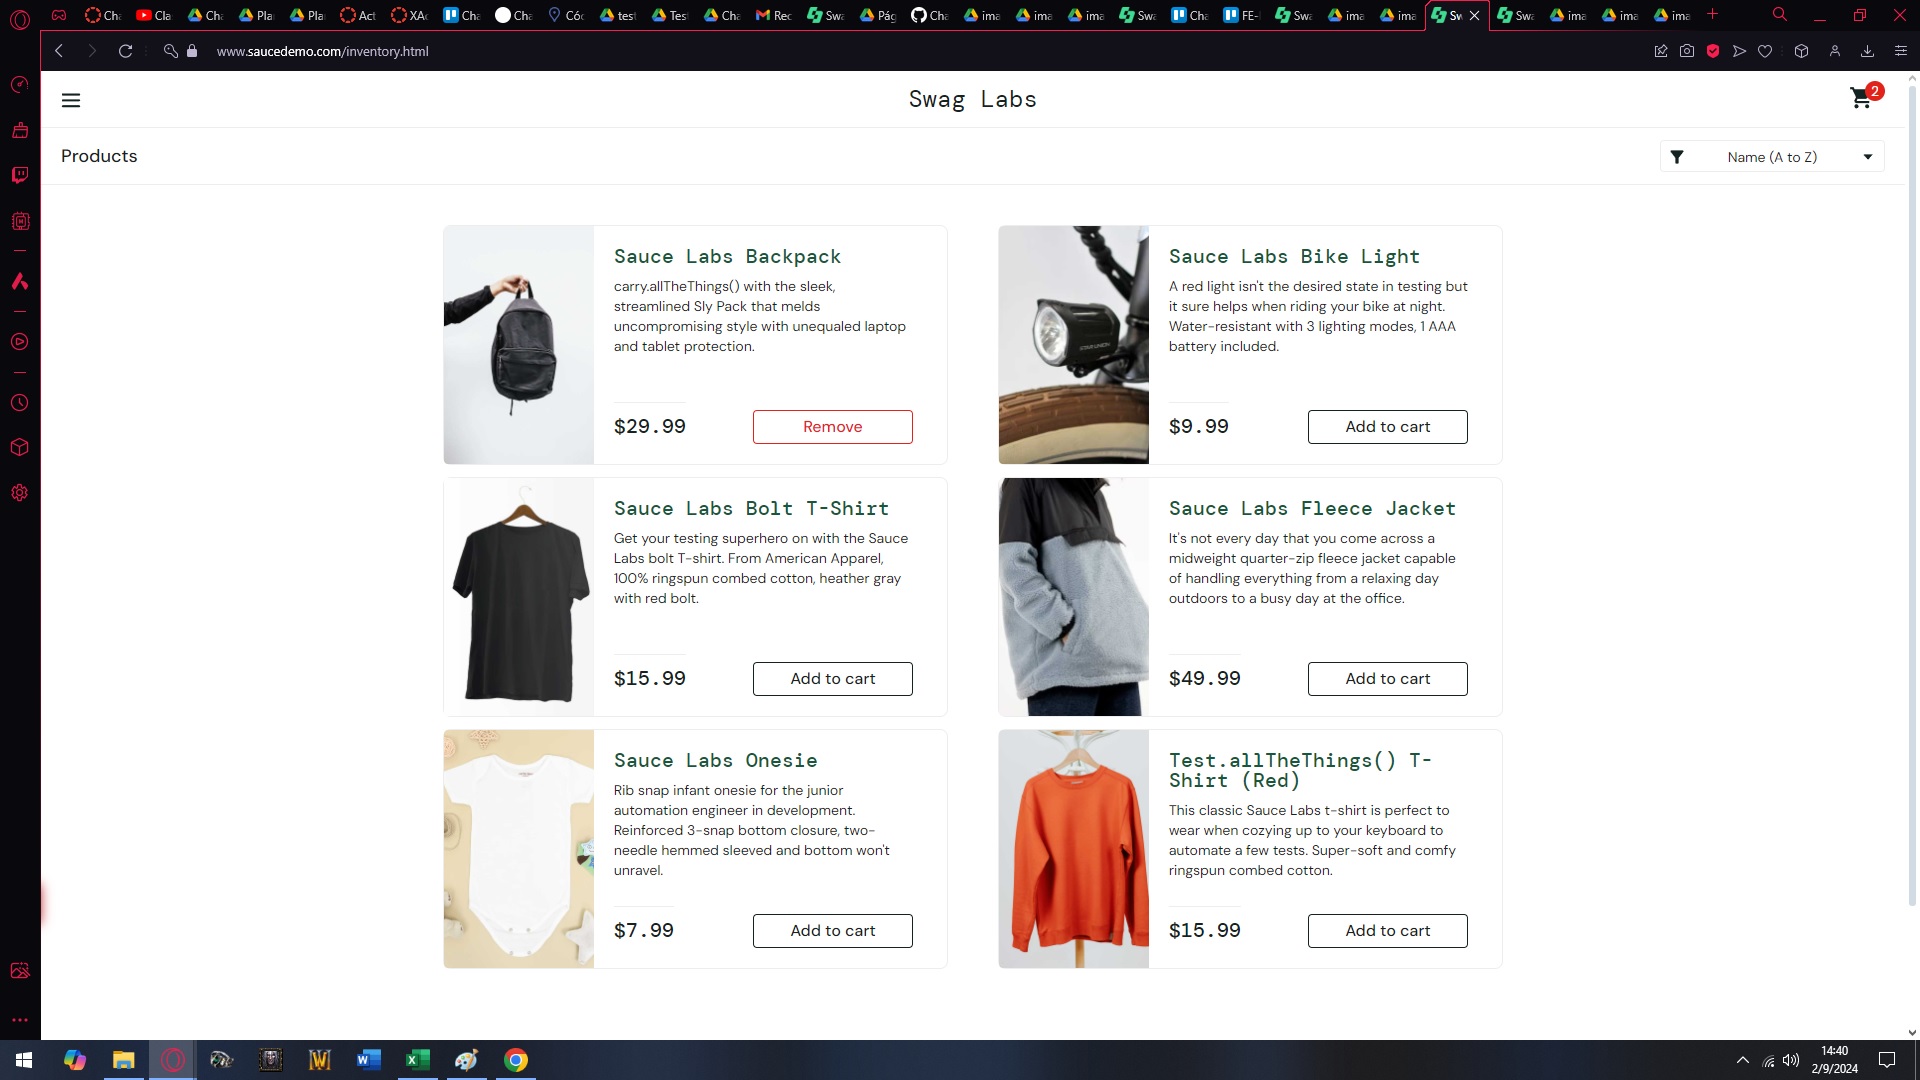 Cha
Cla
Cha
Pla
Pla
Act
XAc
Cha
Cha
Cóc
test
Tes
Cha
Rec
Swa
Pág
Cha
ima
ima
ima
Swa
Cha
FE-
Swa
ima
ima
Sw
Swa
ima
ima
ima
www.saucedemo.com/inventory.html
Swag Labs
2
Products
Name (A to Z)
Sauce Labs Backpack
carry.allTheThings() with the sleek,
streamlined Sly Pack that melds
uncompromising style with unequaled laptop
and tablet protection.
$29.99
Remove
Sauce Labs Bike Light
A red light isn't the desired state in testing but
it sure helps when riding your bike at night.
Water-resistant with 3 lighting modes, 1 AAA
battery included.
$9.99
Add to cart
Sauce Labs Bolt T-Shirt
Get your testing superhero on with the Sauce
Labs bolt T-shirt. From American Apparel,
100% ringspun combed cotton, heather gray
with red bolt.
$15.99
Add to cart
Sauce Labs Fleece Jacket
It's not every day that you come across a
midweight quarter-zip fleece jacket capable
of handling everything from a relaxing day
outdoors to a busy day at the office.
$49.99
Add to cart
Sauce Labs Onesie
Rib snap infant onesie for the junior
automation engineer in development.
Reinforced 3-snap bottom closure, two-
needle hemmed sleeved and bottom won't
unravel.
$7.99
Add to cart
Test.allTheThings() T-
Shirt (Red)
This classic Sauce Labs t-shirt is perfect to
wear when cozying up to your keyboard to
automate a few tests. Super-soft and comfy
ringspun combed cotton.
$15.99
Add to cart
14:40
2/9/2024